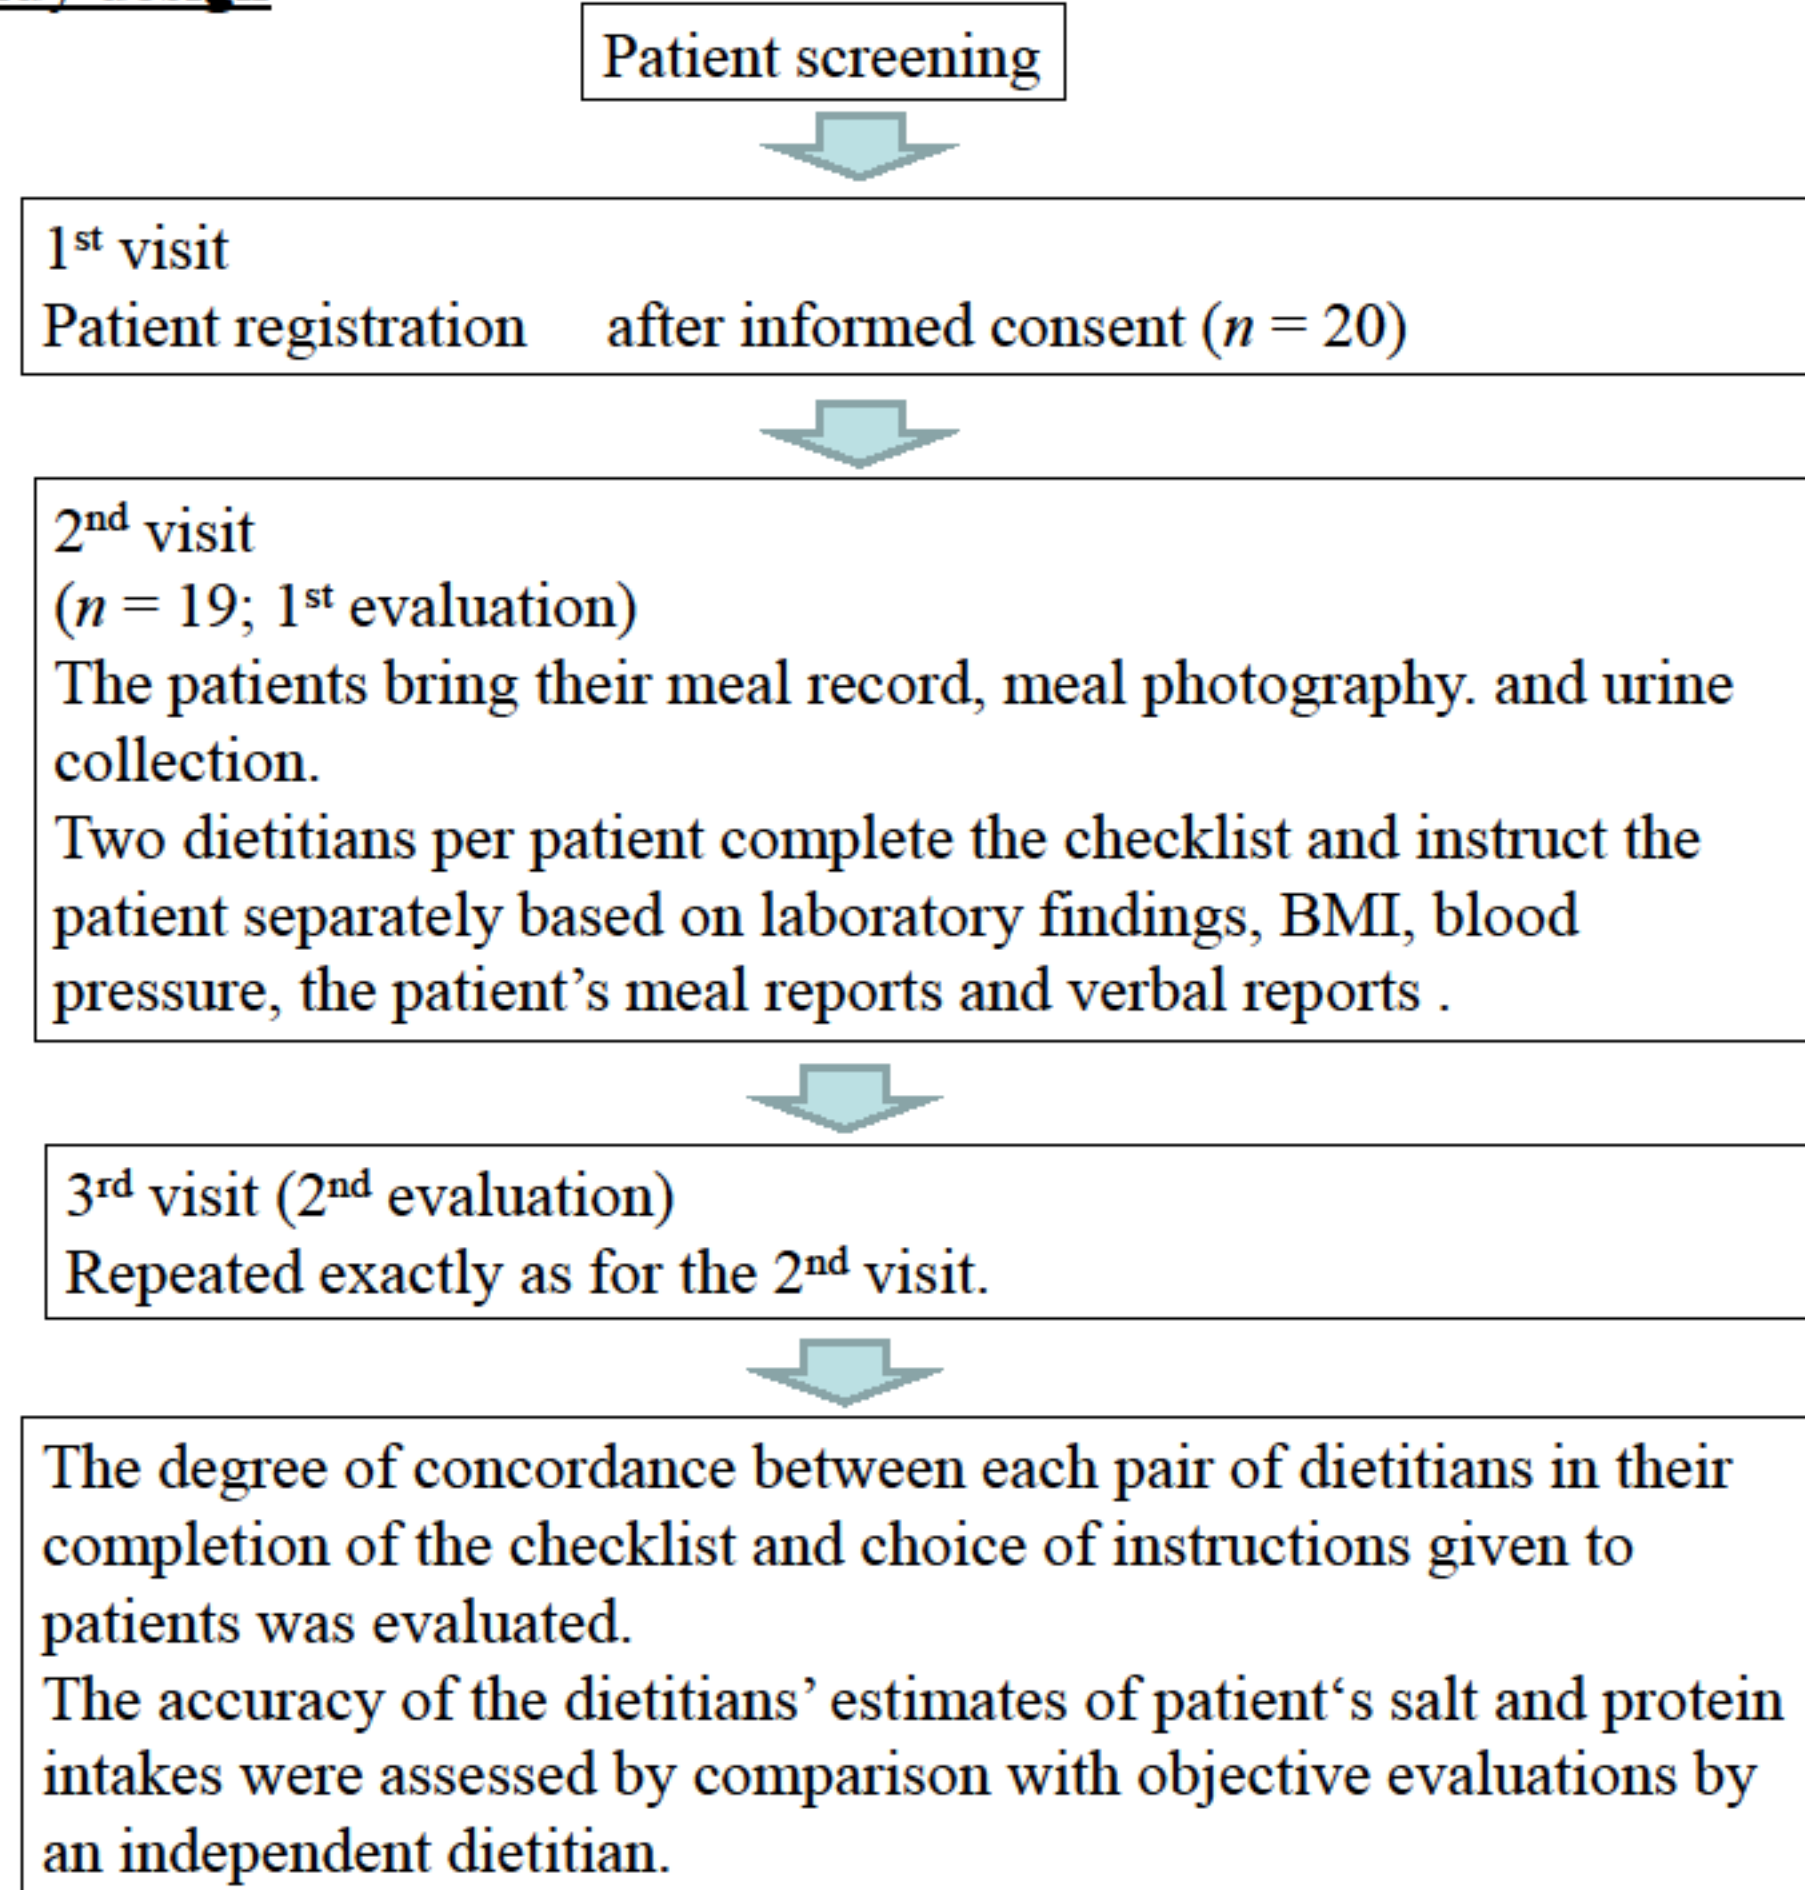 Patient screening
1st visit
Patient registration after informed consent (n = 20)
2nd visit
(n = 19; 1st evaluation)
The patients bring their meal record, meal photography. and urine
collection.
Two dietitians per patient complete the checklist and instruct the
patient separately based on laboratory findings, BMI, blood
pressure, the patient’s meal reports and verbal reports .
3rd visit (2nd evaluation)
Repeated exactly as for the 2nd visit.
The degree of concordance between each pair of dietitians in their
completion of the checklist and choice of instructions given to
patients was evaluated.
The accuracy of the dietitians’ estimates of patient‘s salt and protein
intakes were assessed by comparison with objective evaluations by
an independent dietitian.